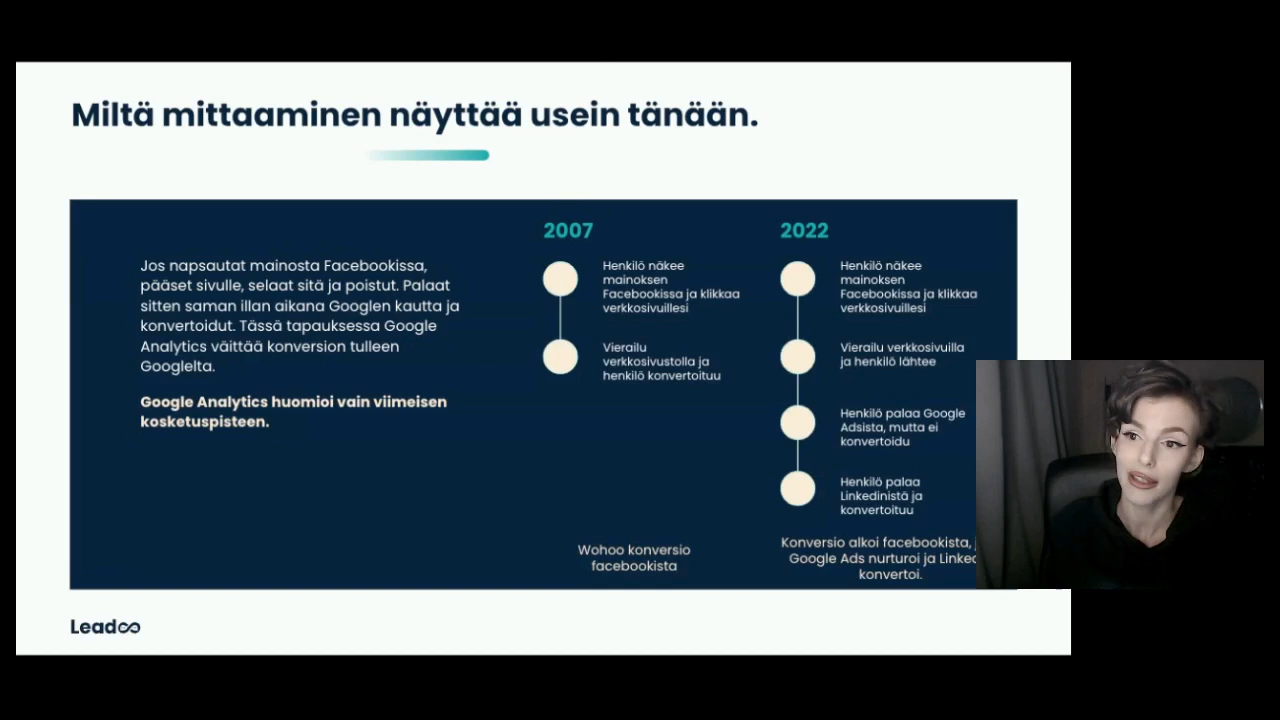 Miltä mittaaminen näyttää usein tänään.
Jos napsautat mainosta Facebookissa,
pääset sivulle, selaat sitä ja poistut. Palaat
sitten saman illan aikana Googlen kautta ja
konvertoidut. Tässä tapauksessa Google
Analytics väittää konversion tulleen
Googlelta.
Google Analytics huomioi vain viimeisen
kosketuspisteen.
2007
Henkilö näkee
mainoksen
Facebookissa ja klikkaa
verkkosivuillesi
Vierailu
verkkosivustolla ja
henkilö konvertoituu
Wohoo konversio
facebookista
2022
Henkilö näkee
mainoksen
Facebookissa ja klikkaa
verkkosivuillesi
Vierailu verkkosivuilla
ja henkilö lähtee
Henkilö palaa Google
Adsista, mutta ei
konvertoidu
Henkilö palaa
Linkedinistä ja
konvertoituu
Konversio alkoi facebookista,
Google Ads nurturoi ja
konvertoi.
Leadoo